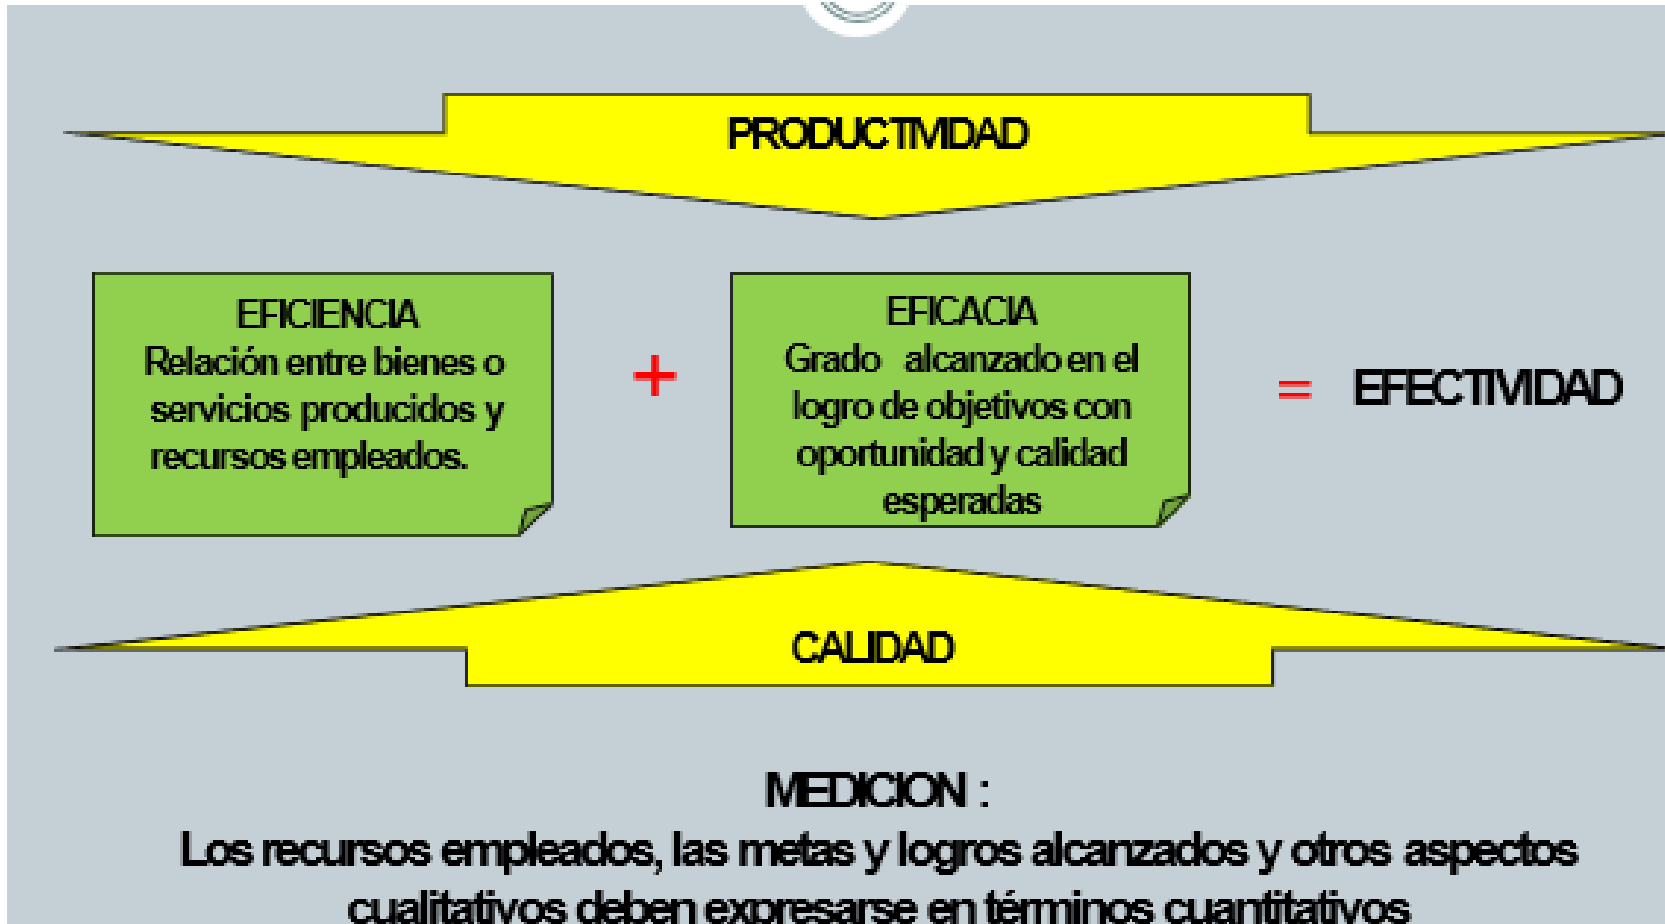 PRODUCTIVIDAD
EFICIENCIA
Relación entre bienes o
servicios producidos y
recursos empleados.
+
EFICACIA
Grado alcanzado en el
logro de objetivos con
oportunidad y calidad
esperadas
= EFECTIVIDAD
CALIDAD
MEDICION :
Los recursos empleados, las metas y logros alcanzados y otros aspectos
cualitativos deben expresarse en términos cuantitativos